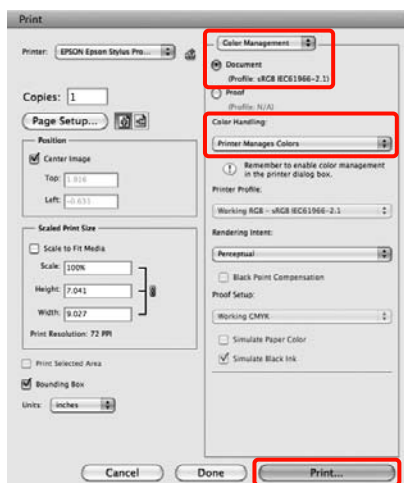 Print
Printer: EPSON Epson Stylus Pro...
Copies: 1
Page Setup...
Position
Center Image
Top: 1.916
Left: -0.631
Scaled Print Size
Scale to Fit Media
Scale: 100%
Height: 7.041
Width: 9.027
Print Resolution: 72 PPI
Print Selected Area
Bounding Box
Units: inches
Color Management
Document
(Profile: sRGB IEC61966-2.1)
Proof
(Profile: N/A)
Color Handling:
Printer Manages Colors
Remember to enable color management
in the printer dialog box.
Printer Profile:
Working RGB - sRGB IEC61966-2.1
Rendering Intent:
Perceptual
Black Point Compensation
Proof Setup:
Working CMYK
Simulate Paper Color
Simulate Black Ink
Cancel
Done
Print...